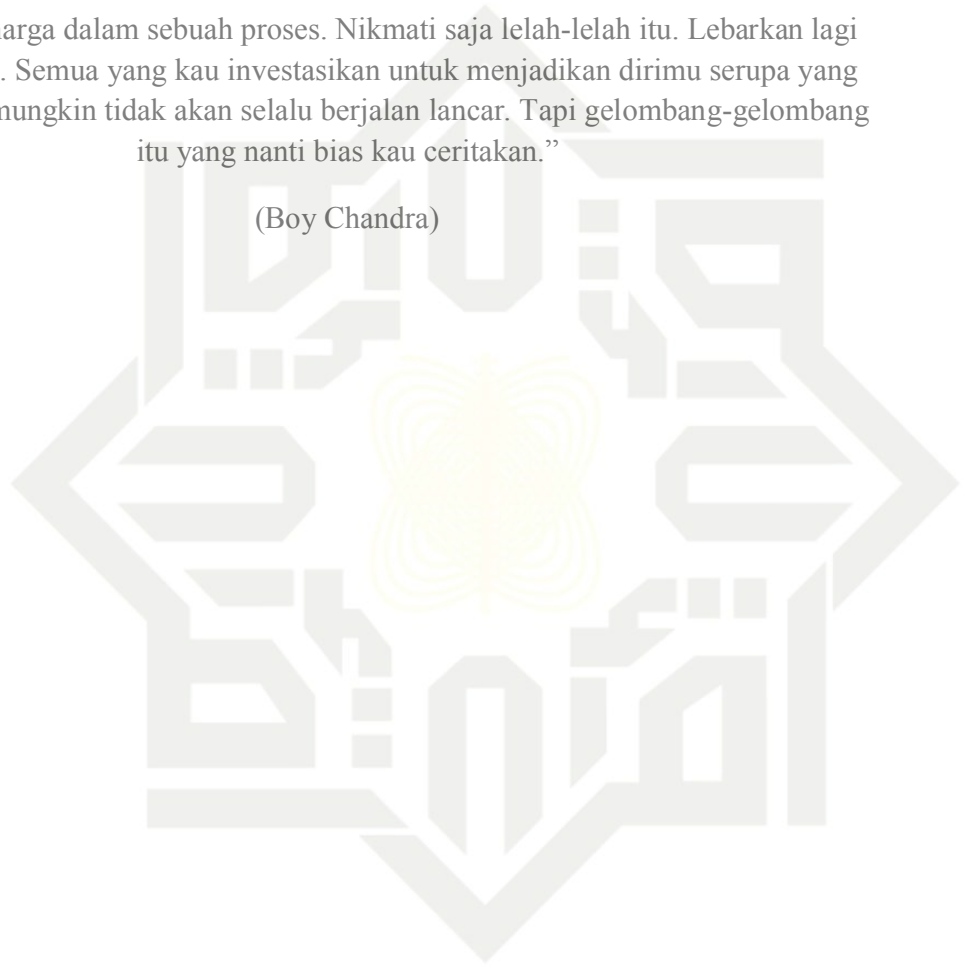 arga dalam sebuah proses. Nikmati saja lelah-lelah itu. Lebarkan lagi
. Semua yang kau investasikan untuk menjadikan dirimu serupa yang
mungkin tidak akan selalu berjalan lancar. Tapi gelombang-gelombang
itu yang nanti bias kau ceritakan.”
(Boy Chandra)